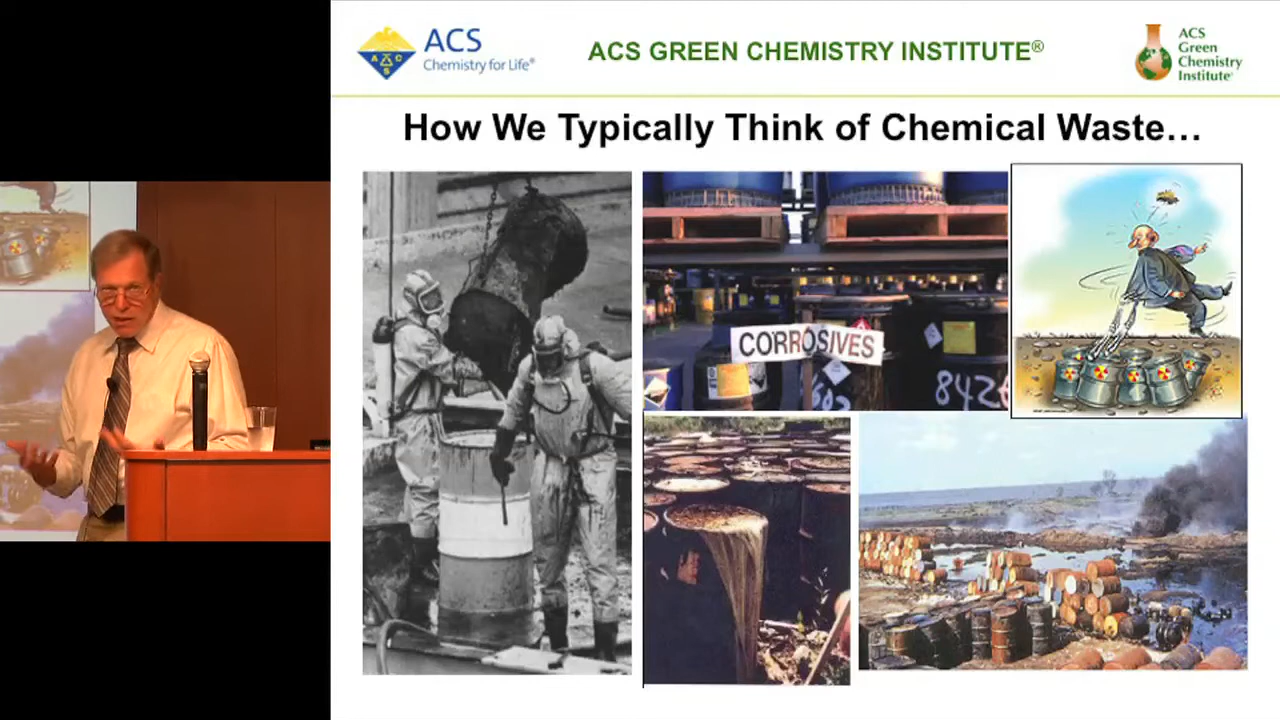 ACS
Chemistry for Life®
A C S
ACS GREEN CHEMISTRY INSTITUTE®
ACS
Green
Chemistry
Institute®
How We Typically Think of Chemical Waste...
CORROSIVES
842